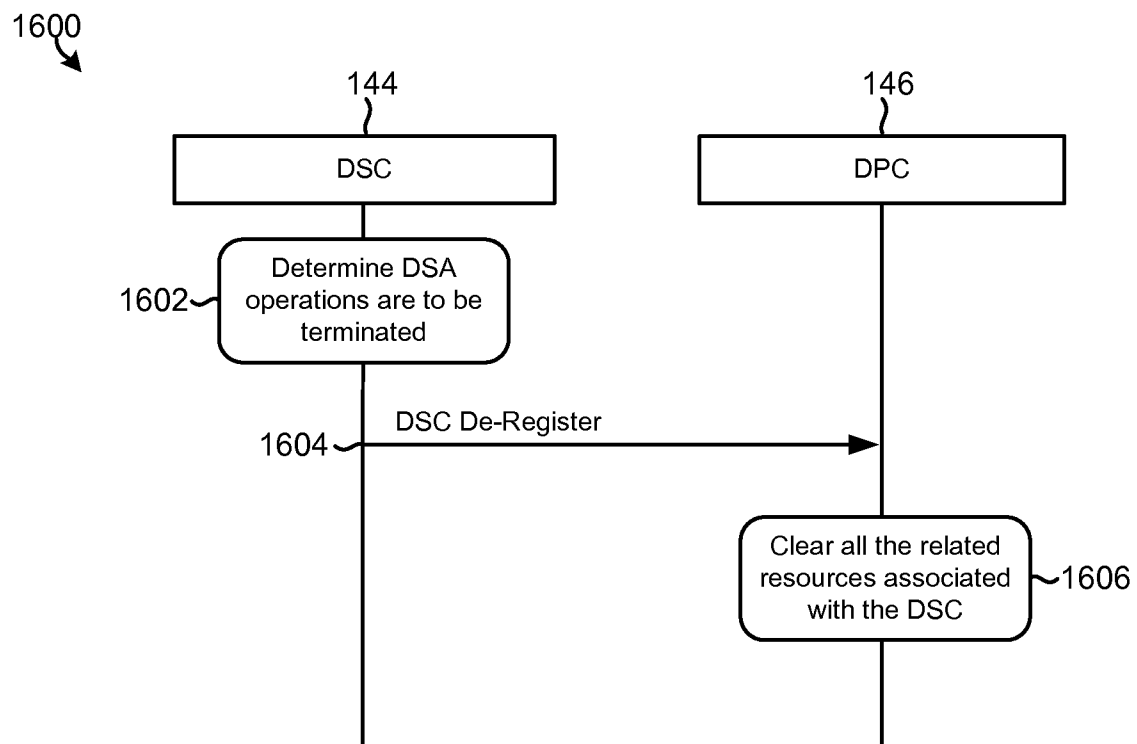 1600
144
146
DSC
DPC
Determine DSA
operations are to be
terminated
1602
DSC De-Register
1604
Clear all the related
resources associated
with the DSC
1606